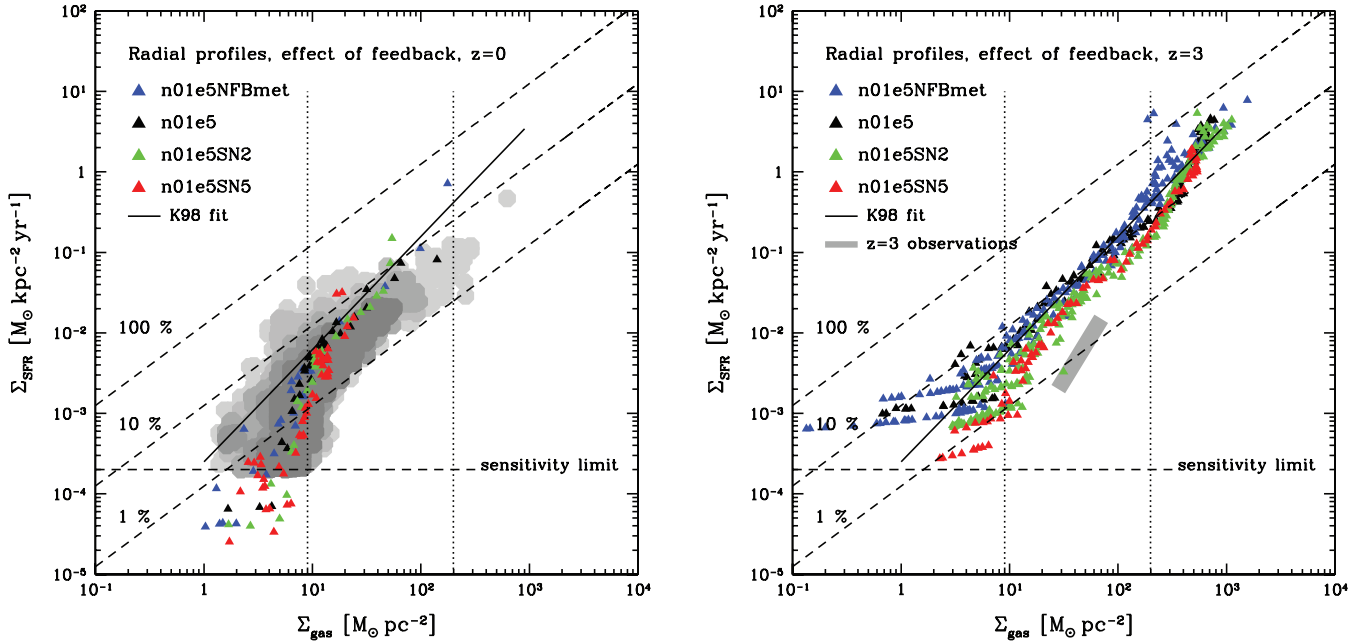 Radial profiles, effect of feedback, z=0
n01e5NFBmet
n01e5
n01e5SN2
n01e5SN5
K98 fit
100 %
10 %
1 %
sensitivity limit
10⁻⁵
10⁻⁴
10⁻³
10⁻²
10⁻¹
1
10¹
10²
10⁻¹
1
10¹
10²
10³
10⁴
Σ_SFR [M⊙ kpc⁻² yr⁻¹]
Σ_gas [M⊙ pc⁻²]
Radial profiles, effect of feedback, z=3
n01e5NFBmet
n01e5
n01e5SN2
n01e5SN5
K98 fit
z=3 observations
100 %
10 %
1 %
sensitivity limit
10⁻⁵
10⁻⁴
10⁻³
10⁻²
10⁻¹
1
10¹
10²
10⁻¹
1
10¹
10²
10³
10⁴
Σ_SFR [M⊙ kpc⁻² yr⁻¹]
Σ_gas [M⊙ pc⁻²]